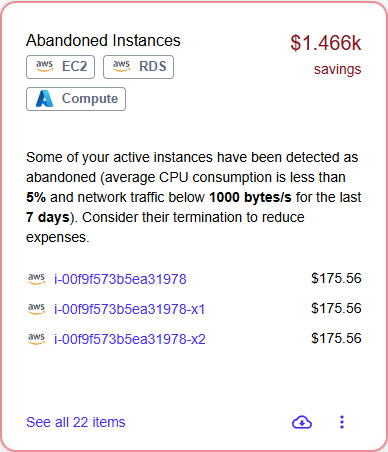 Abandoned Instances
$1.466k
savings
aws EC2
aws RDS
Compute
Some of your active instances have been detected as
abandoned (average CPU consumption is less than
5% and network traffic below 1000 bytes/s for the last
7 days). Consider their termination to reduce
expenses.
aws i-00f9f573b5ea31978 $175.56
aws i-00f9f573b5ea31978-x1 $175.56
aws i-00f9f573b5ea31978-x2 $175.56
See all 22 items